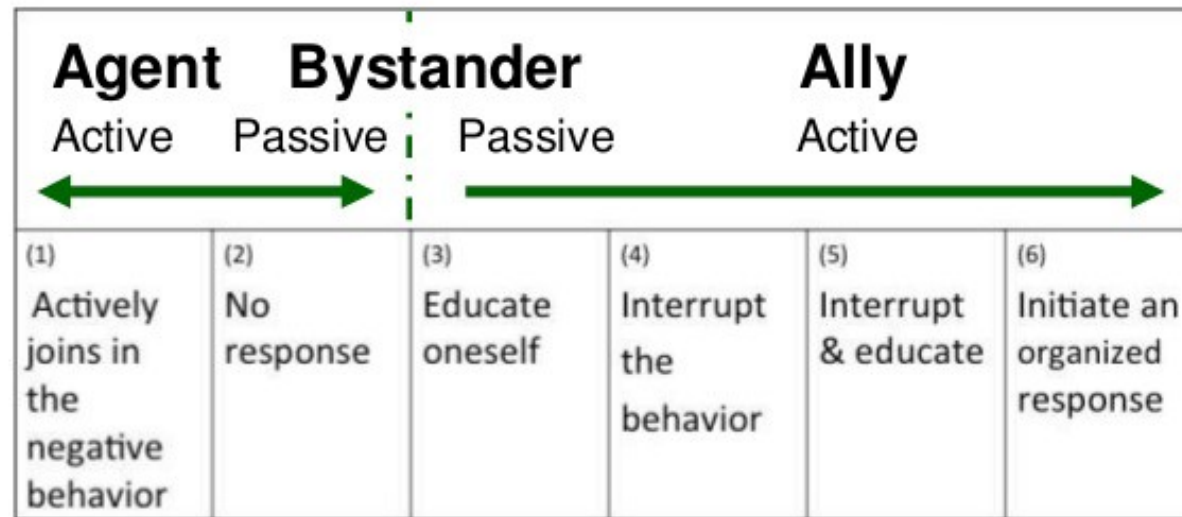 Agent Bystander Ally
Active Passive Passive Active
(1)
Actively
joins in
the
negative
behavior
(2)
No
response
(3)
Educate
oneself
(4)
Interrupt
the
behavior
(5)
Interrupt
& educate
(6)
Initiate an
organized
response